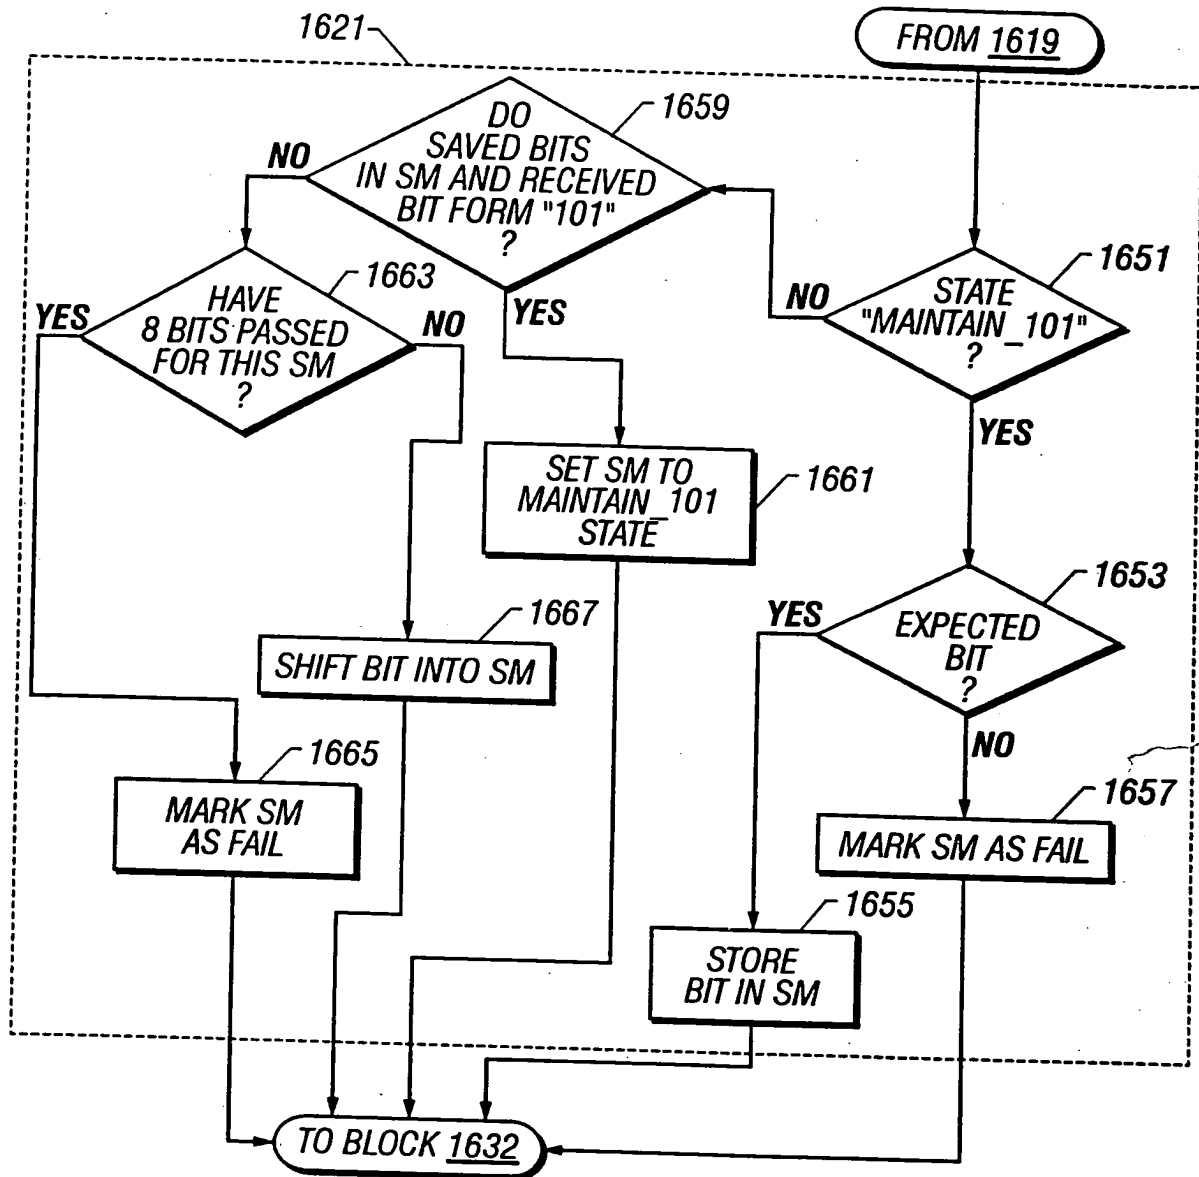 1621
FROM 1619
DO
SAVED BITS
IN SM AND RECEIVED
BIT FORM "101"
?
1659
NO
YES
1651
STATE
"MAINTAIN_101"
?
NO
YES
1663
HAVE
8 BITS PASSED
FOR THIS SM
?
YES
NO
SET SM TO
MAINTAIN_101
STATE
1661
1653
EXPECTED
BIT
?
YES
NO
1667
SHIFT BIT INTO SM
1665
MARK SM
AS FAIL
1657
MARK SM AS FAIL
1655
STORE
BIT IN SM
TO BLOCK 1632